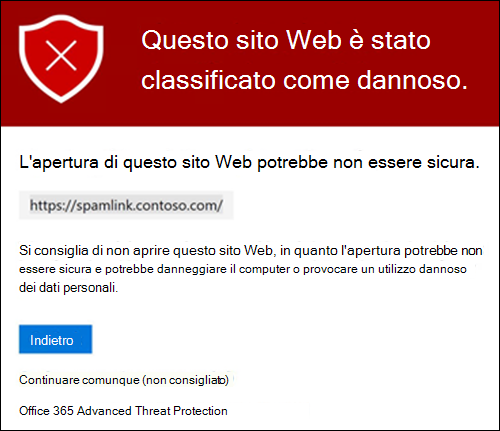 Questo sito Web è stato
classificato come dannoso.
L'apertura di questo sito Web potrebbe non essere sicura.
https://spamlink.contoso.com/
Si consiglia di non aprire questo sito Web, in quanto l'apertura potrebbe non
essere sicura e potrebbe danneggiare il computer o provocare un utilizzo dannoso
dei dati personali.
Indietro
Continuare comunque (non consigliato)
Office 365 Advanced Threat Protection